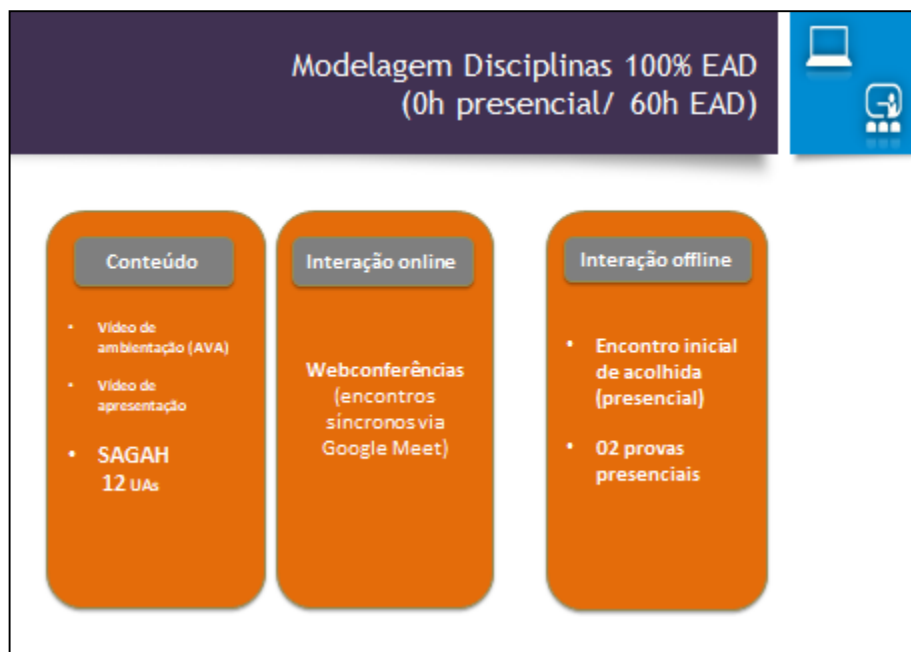 Modelagem Disciplinas 100% EAD
(0h presencial/ 60h EAD)
Conteúdo
• Vídeo de
ambientação (AVA)
• Vídeo de
apresentação
• SAGAH
12 UAs
Interação online
Webconferências
(encontros
síncronos via
Google Meet)
Interação offline
• Encontro inicial
de acolhida
(presencial)
• 02 provas
presenciais